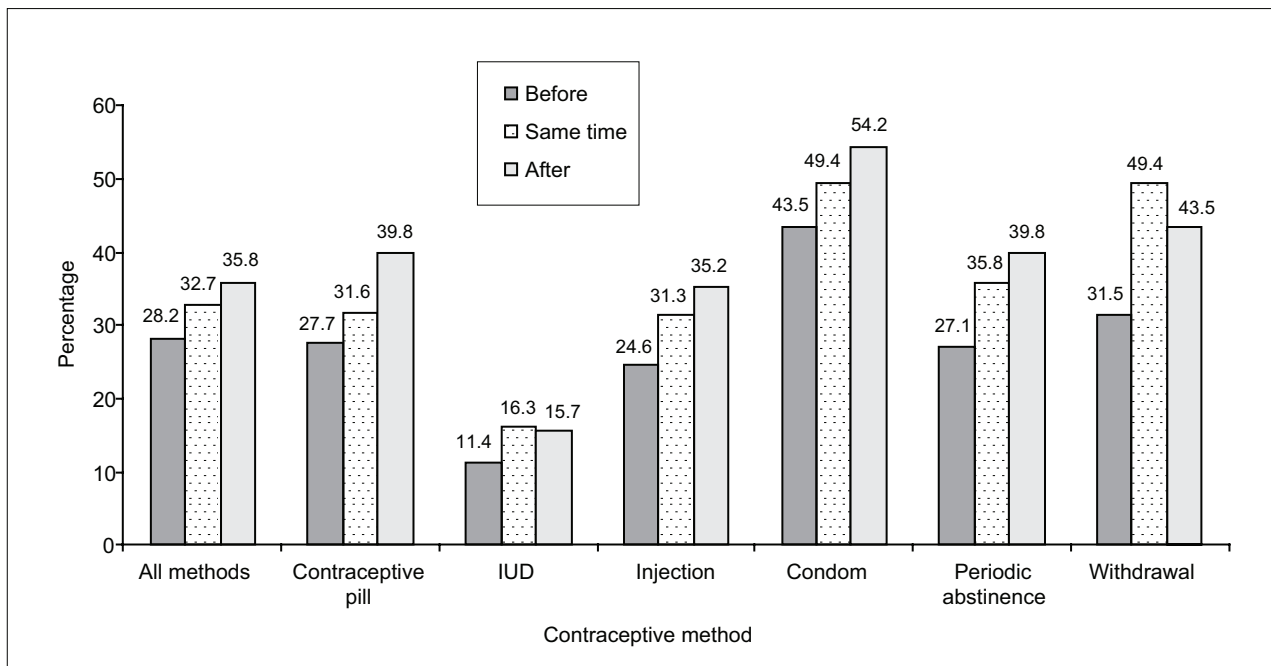 Before
Same time
After
Percentage
60
50
40
30
20
10
0
28.2
32.7
35.8
27.7
31.6
39.8
11.4
16.3
15.7
24.6
31.3
35.2
43.5
49.4
54.2
27.1
35.8
39.8
31.5
49.4
43.5
All methods
Contraceptive
pill
IUD
Injection
Condom
Periodic
abstinence
Withdrawal
Contraceptive method